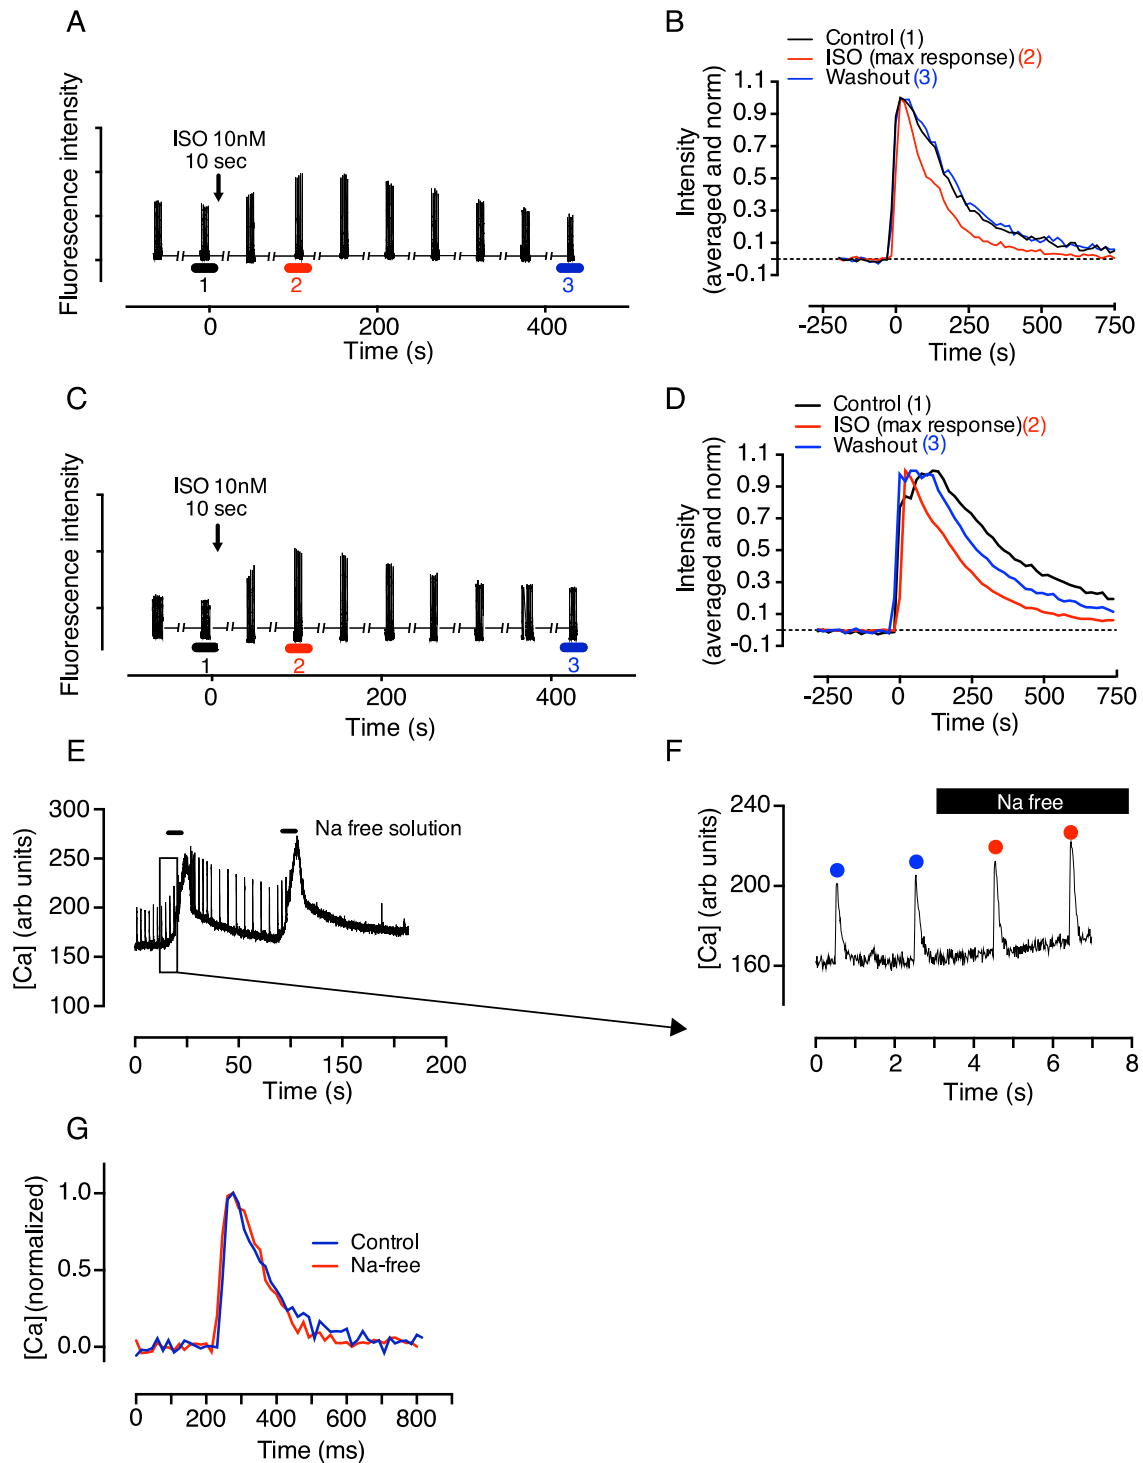 A
Fluorescence intensity
ISO 10nM
10 sec
1
2
3
0
200
400
Time (s)
B
Control (1)
ISO (max response) (2)
Washout (3)
Intensity
(averaged and norm)
1.1
0.9
0.7
0.5
0.3
0.1
-0.1
-250
0
250
500
750
Time (s)
C
Fluorescence intensity
ISO 10nM
10 sec
1
2
3
0
200
400
Time (s)
D
Control (1)
ISO (max response) (2)
Washout (3)
Intensity
(averaged and norm)
1.1
0.9
0.7
0.5
0.3
0.1
-0.1
-250
0
250
500
750
Time (s)
E
[Ca] (arb units)
300
250
200
150
100
Na free solution
0
50
150
200
Time (s)
F
[Ca] (arb units)
240
200
160
Na free
0
2
4
6
8
Time (s)
G
[Ca] (normalized)
1.0
0.5
0.0
Control
Na-free
0
200
400
600
800
Time (ms)